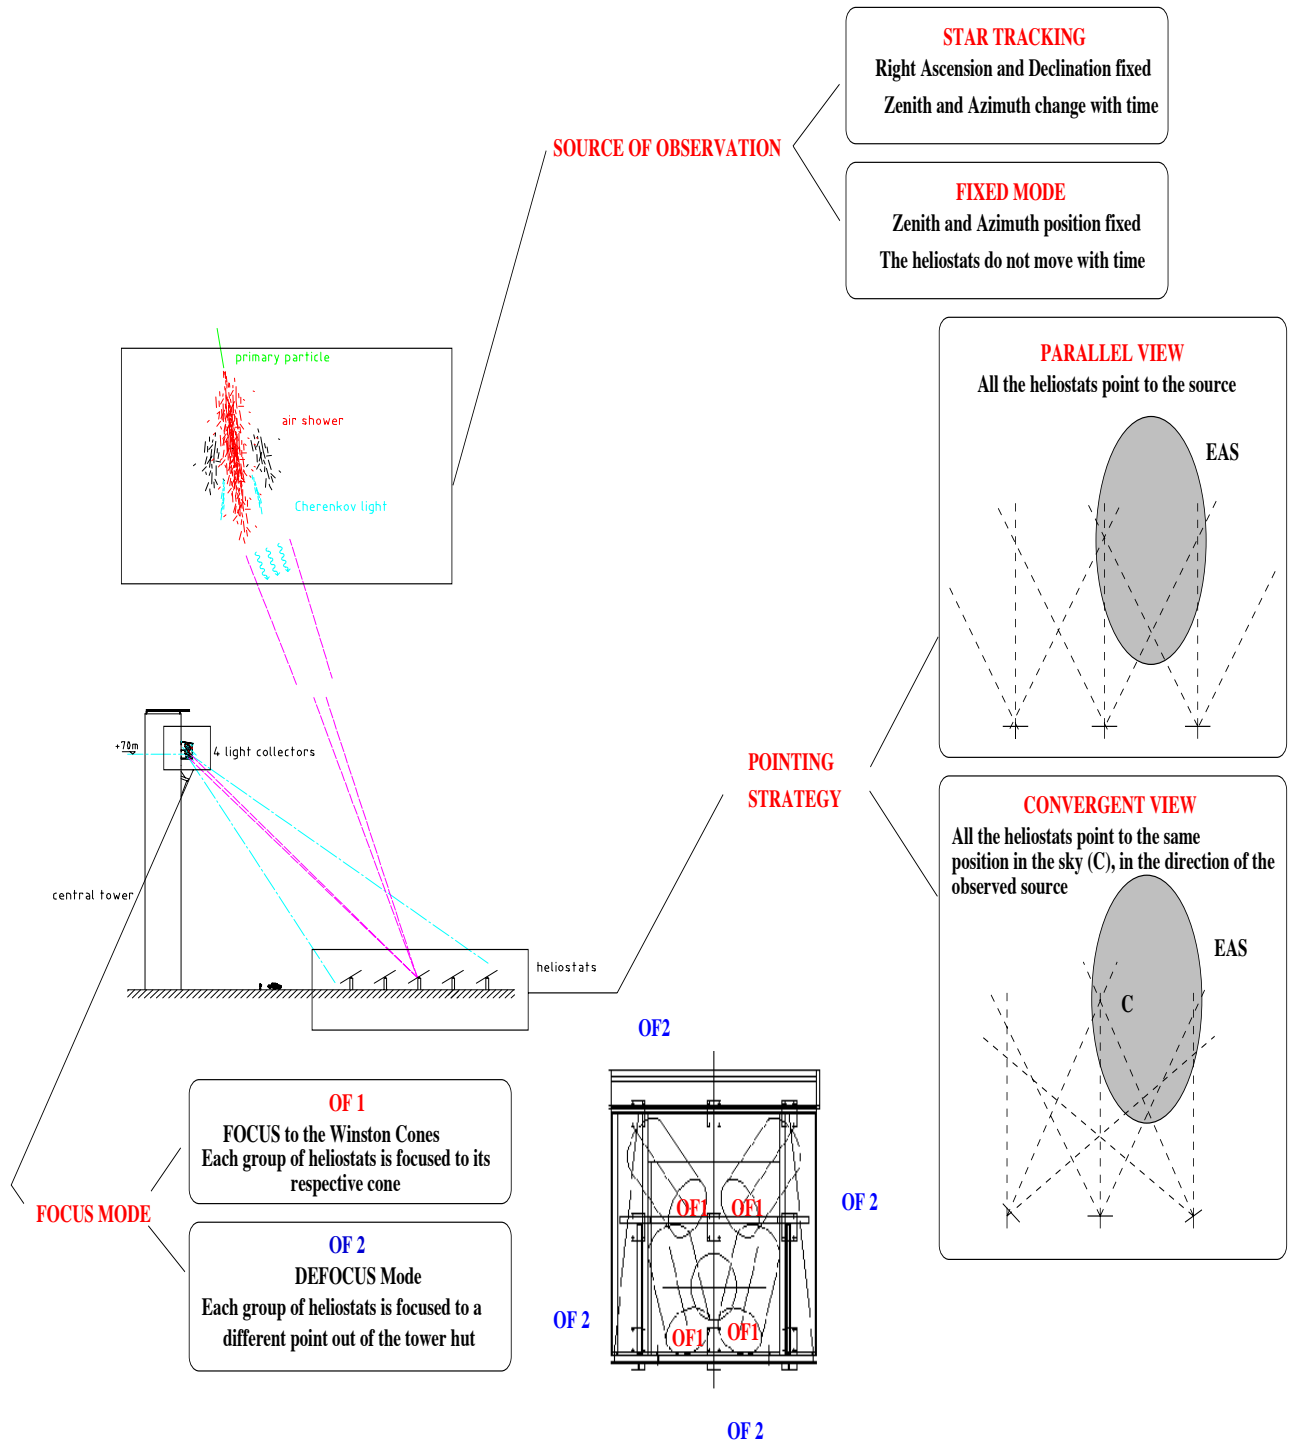 STAR TRACKING
Right Ascension and Declination fixed
Zenith and Azimuth change with time
SOURCE OF OBSERVATION
FIXED MODE
Zenith and Azimuth position fixed
The heliostats do not move with time
primary particle
air shower
Cherenkov light
PARALLEL VIEW
All the heliostats point to the source
EAS
+70m
4 light collectors
central tower
heliostats
POINTING
STRATEGY
CONVERGENT VIEW
All the heliostats point to the same
position in the sky (C), in the direction of the
observed source
EAS
C
OF 1
FOCUS to the Winston Cones
Each group of heliostats is focused to its
respective cone
FOCUS MODE
OF 2
DEFOCUS Mode
Each group of heliostats is focused to a
different point out of the tower hut
OF2
OF1 OF1
OF 2
OF 2
OF1 OF1
OF 2